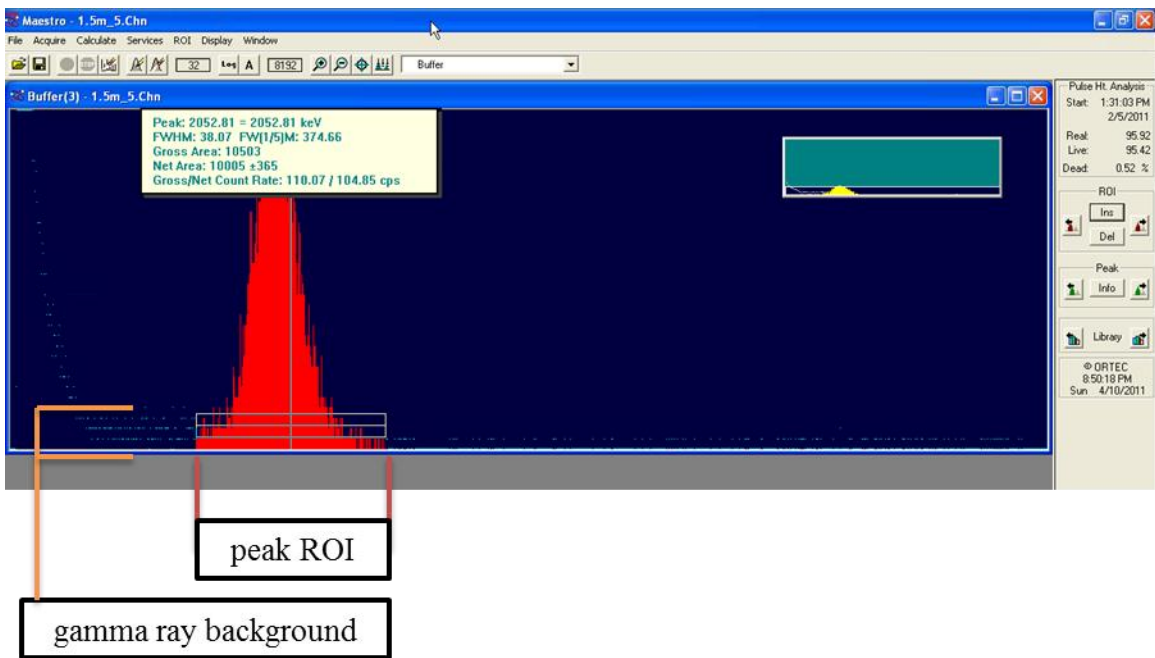 Maestro - 1.5m_5.Chn
File Acquire Calculate Services ROI Display Window
32 Log A 8192 Buffer
Buffer(3) - 1.5m_5.Chn
Peak: 2052.81 = 2052.81 keV
FWHM: 38.07 FW(1/5)M: 374.66
Gross Area: 10503
Net Area: 10005 ±365
Gross/Net Count Rate: 110.07 / 104.85 cps
Pulse Ht. Analysis
Start: 1:31:03 PM
2/5/2011
Real: 95.92
Live: 95.42
Dead: 0.52 %
ROI
Ins
Del
Peak
Info
Library
© ORTEC
8:50:18 PM
Sun 4/10/2011
peak ROI
gamma ray background